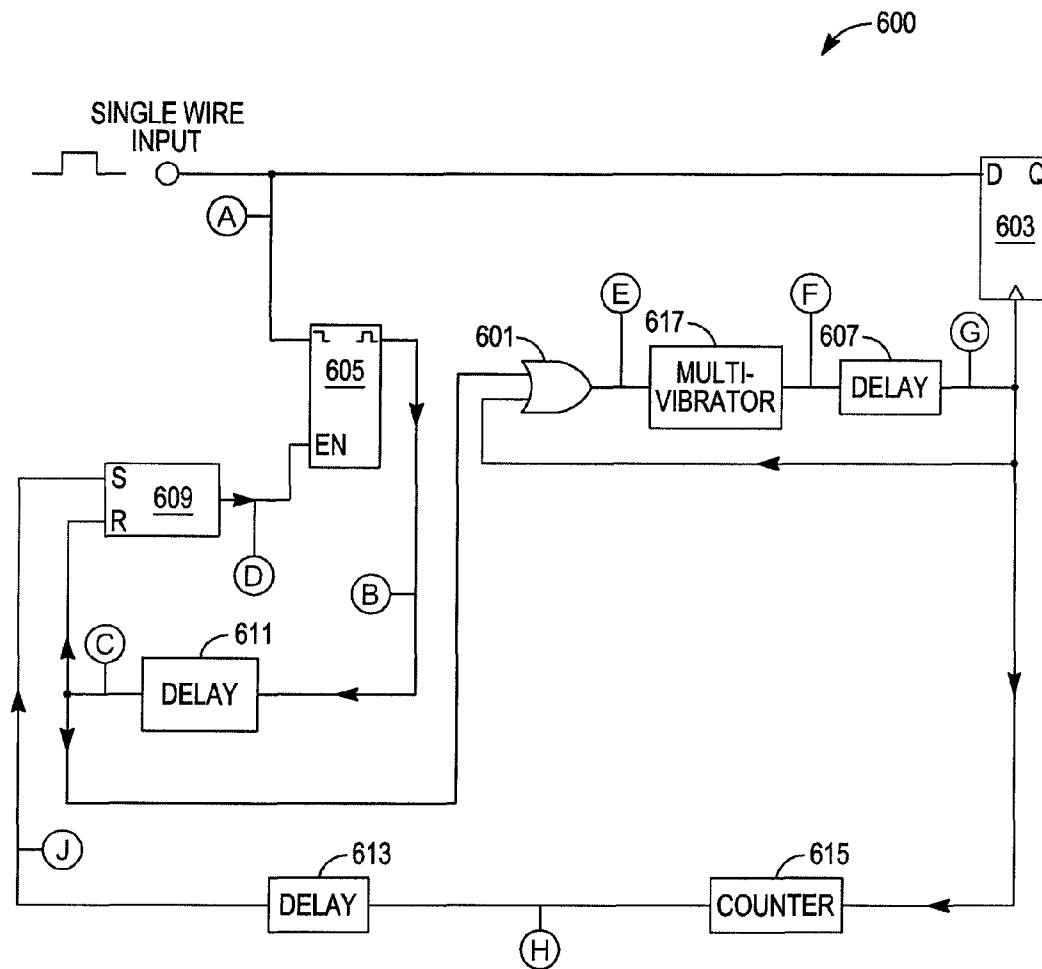 600
SINGLE WIRE
INPUT
A
D Q
603
E
F
617
607
G
601
605
MULTI-
VIBRATOR
DELAY
EN
S
609
R
D
B
C
611
DELAY
J
613
615
DELAY
COUNTER
H